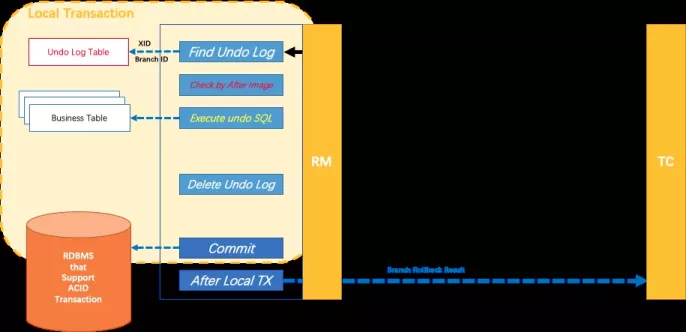 Local Transaction
Undo Log Table
XID
Branch ID
Find Undo Log
Check by After image
Business Table
Execute undo SQL
RM
TC
Delete Undo Log
RDBMS
that
Support
ACID
Transaction
Commit
After Local TX
Branch Rollback Result